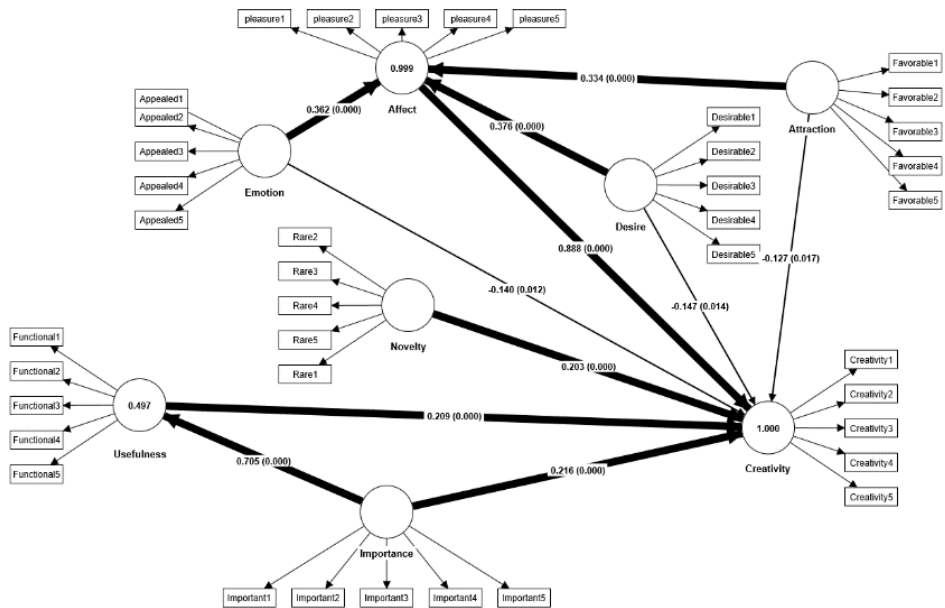 pleasure1
pleasure2
pleasure3
pleasure4
pleasure5
0.999
Affect
0.334 (0.000)
Attraction
Favorable1
Favorable2
Favorable3
Favorable4
Favorable5
Appealed1
Appealed2
Appealed3
Appealed4
Appealed5
0.362 (0.000)
Emotion
0.376 (0.000)
Desire
Desirable1
Desirable2
Desirable3
Desirable4
Desirable5
0.888 (0.000)
-0.127 (0.017)
-0.140 (0.012)
-0.147 (0.014)
Rare2
Rare3
Rare4
Rare5
Rare1
Novelty
0.203 (0.000)
Functional1
Functional2
Functional3
Functional4
Functional5
0.497
Usefulness
0.209 (0.000)
1.000
Creativity
Creativity1
Creativity2
Creativity3
Creativity4
Creativity5
0.705 (0.000)
0.216 (0.000)
Importance
Important1
Important2
Important3
Important4
Important5